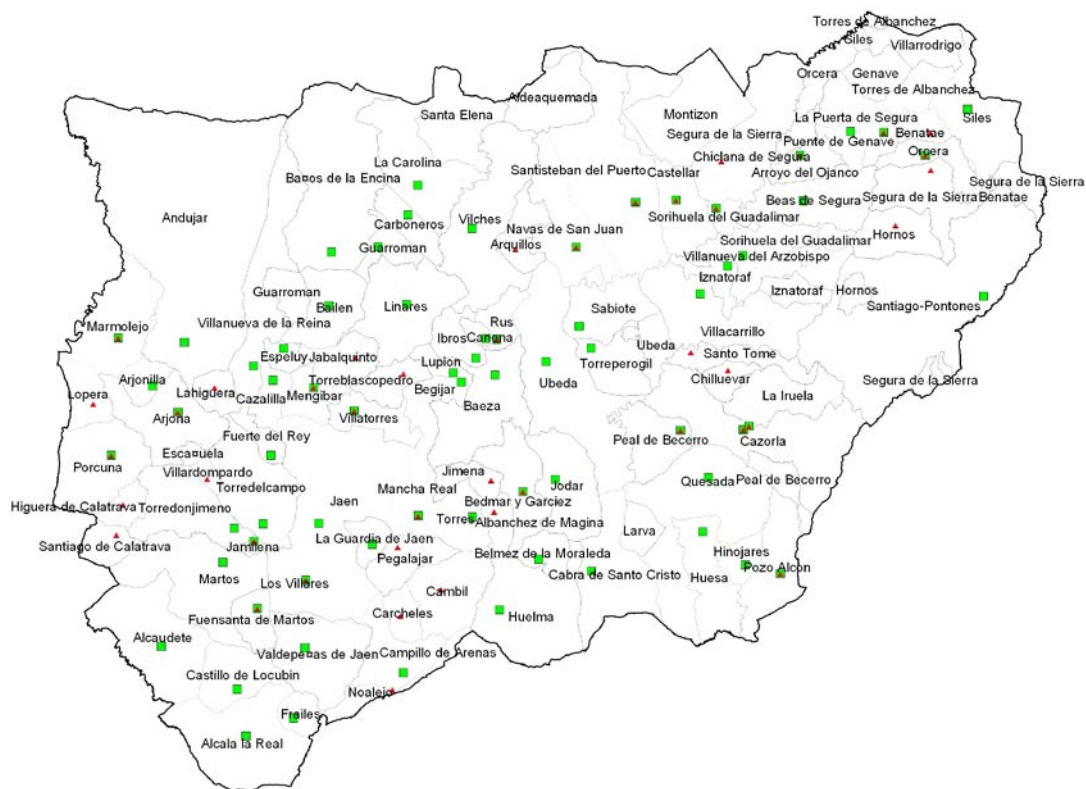 Torres de Albanchez
Siles
Villarrodrigo
Orcera
Genave
Torres de Albanchez
Aldeaquemada
Santa Elena
Montizon
La Puerta de Segura
Siles
Segura de la Sierra
Puente de Genave
Benatae
Chiclana de Segura
Orcera
La Carolina
Santisteban del Puerto
Castellar
Arroyo del Ojanco
Segura de la Sierra
Baños de la Encina
Beas de Segura
Segura de la Sierra
Benatae
Andujar
Carboneros
Vilches
Sorihuela del Guadalimar
Navas de San Juan
Hornos
Guarroman
Arquillos
Sorihuela del Guadalimar
Villanueva del Arzobispo
Iznatoraf
Guarroman
Iznatoraf
Hornos
Bailen
Linares
Sabiote
Santiago-Pontones
Marmolejo
Villanueva de la Reina
Rus
Villacarrillo
Ibros
Canena
Ubeda
Espeluy
Jabalquinto
Lupion
Torreperogil
Santo Tome
Arjonilla
Torreblascopedro
Chilluevar
Segura de la Sierra
Lopera
Lahiguera
Cazalilla
Mengibar
Begijar
Ubeda
La Iruela
Arjona
Villatorres
Baeza
Fuerte del Rey
Peal de Becerro
Cazorla
Escañuela
Porcuna
Villardompardo
Jimena
Torredelcampo
Mancha Real
Jodar
Quesada
Peal de Becerro
Higuera de Calatrava
Torredonjimeno
Jaen
Bedmar y Garciez
Torres
Albanchez de Magina
Larva
Santiago de Calatrava
Jamilena
La Guardia de Jaen
Pegalajar
Belmez de la Moraleda
Hinojares
Martos
Los Villares
Cabra de Santo Cristo
Huesa
Pozo Alcon
Cambil
Fuensanta de Martos
Carcheles
Huelma
Alcaudete
Valdepeñas de Jaen
Campillo de Arenas
Castillo de Locubin
Noalejo
Frailes
Alcala la Real